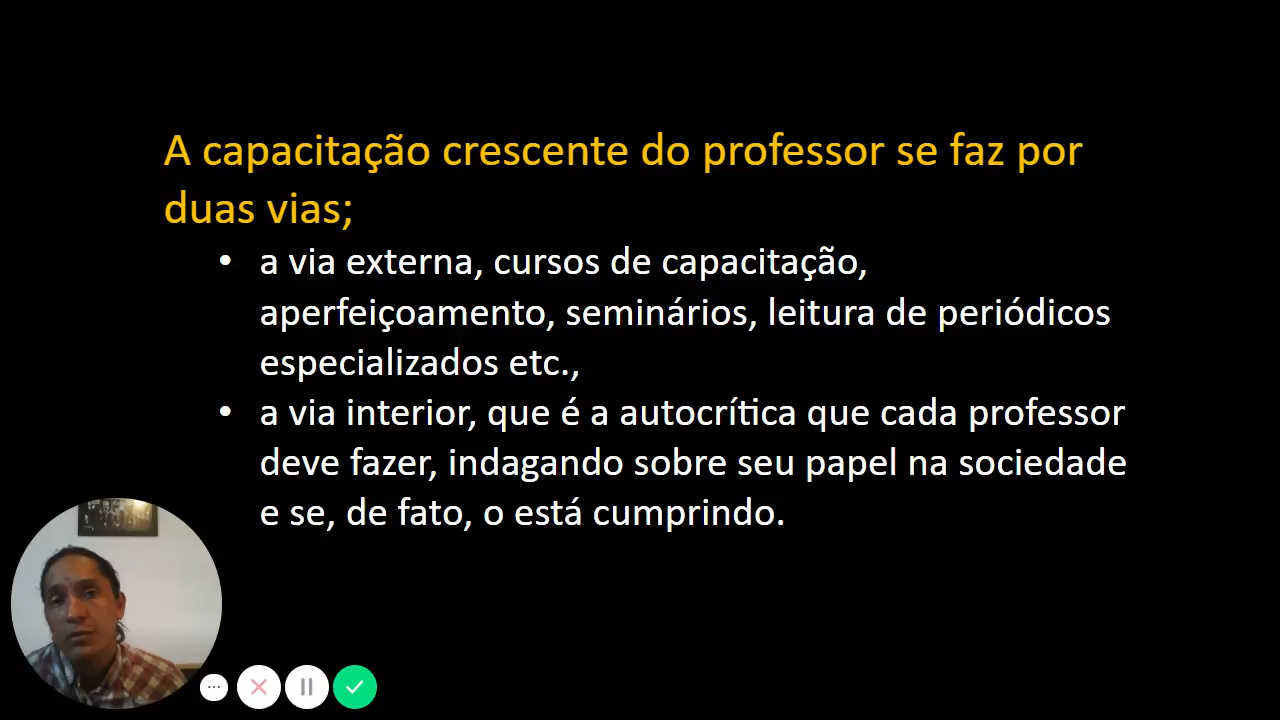 A capacitação crescente do professor se faz por
duas vias;
• a via externa, cursos de capacitação,
aperfeiçoamento, seminários, leitura de periódicos
especializados etc.,
• a via interior, que é a autocrítica que cada professor
deve fazer, indagando sobre seu papel na sociedade
e se, de fato, o está cumprindo.